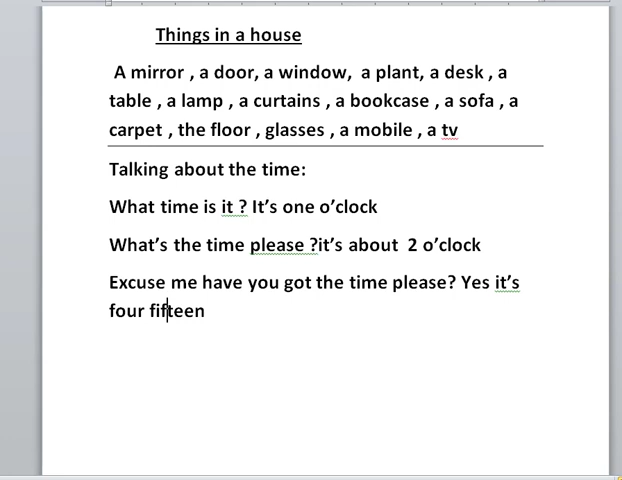 Things in a house
A mirror , a door, a window,  a plant, a desk , a
table , a lamp , a curtains , a bookcase , a sofa , a
carpet , the floor , glasses , a mobile , a tv
Talking about the time:
What time is it ? It’s one o’clock
What’s the time please ?it’s about  2 o’clock
Excuse me have you got the time please? Yes it’s
four fifteen